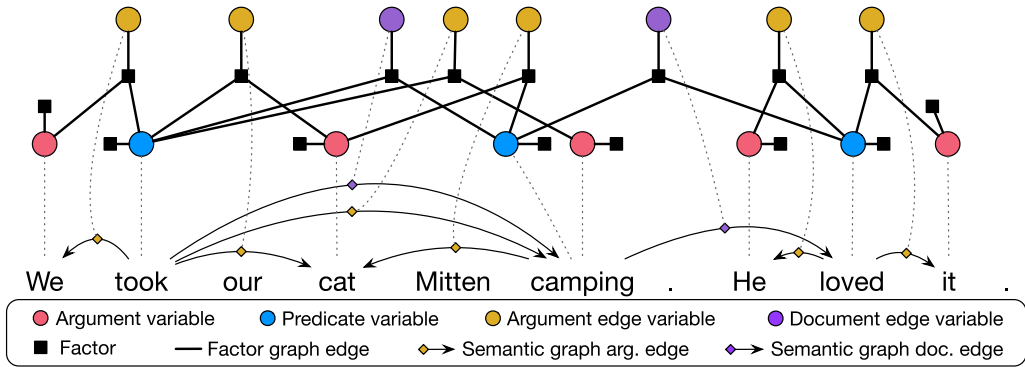 We took our cat Mitten camping . He loved it .
Argument variable Predicate variable Argument edge variable Document edge variable
Factor Factor graph edge Semantic graph arg. edge Semantic graph doc. edge